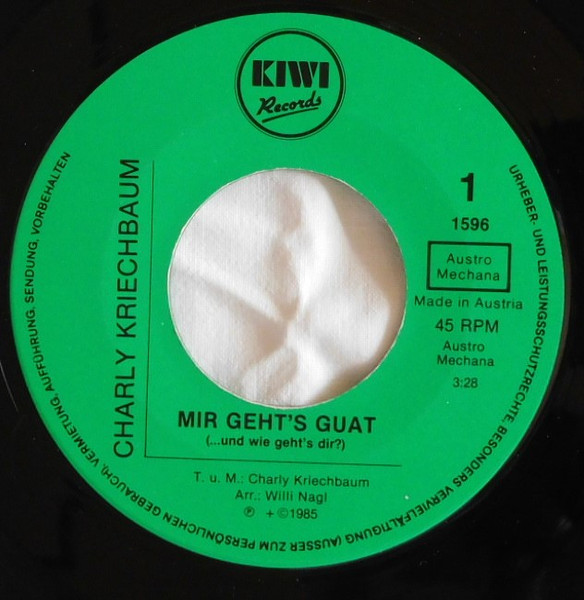 KIWI
Records
1
1596
Austro
Mechana
Made in Austria
45 RPM
Austro
Mechana
3:28
CHARLY KRIECHBAUM
MIR GEHT'S GUAT
(...und wie geht's dir?)
T. u. M.: Charly Kriechbaum
Arr.: Willi Nagl
℗ + © 1985
URHEBER- UND LEISTUNGSSCHUTZRECHTE, BESONDERS VERVIELFÄLTIGUNG (AUSSER ZUM PERSÖNLICHEN GEBRAUCH), VERMIETUNG, AUFFÜHRUNG, SENDUNG, VORBEHALTEN